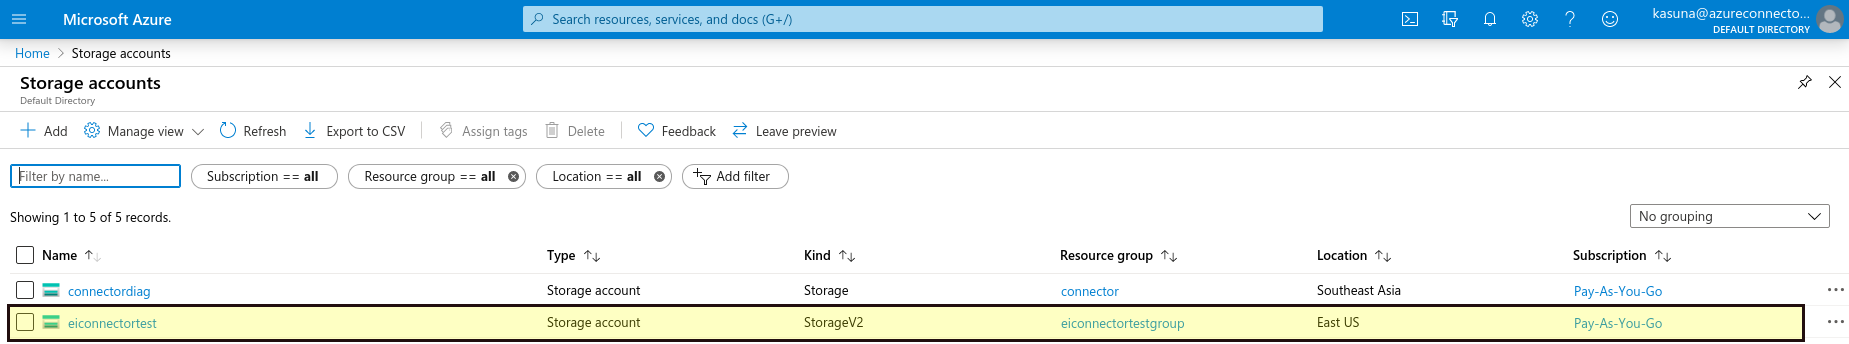 Microsoft Azure
Search resources, services, and docs (G+/)
kasuna@azureconnecto...
DEFAULT DIRECTORY
Home > Storage accounts
Storage accounts
Default Directory
Add Manage view Refresh Export to CSV Assign tags Delete Feedback Leave preview
Filter by name... Subscription == all Resource group == all Location == all Add filter
Showing 1 to 5 of 5 records.
No grouping
Name Type Kind Resource group Location Subscription
connectordiag Storage account Storage connector Southeast Asia Pay-As-You-Go
eiconnectortest Storage account StorageV2 eiconnectortestgroup East US Pay-As-You-Go